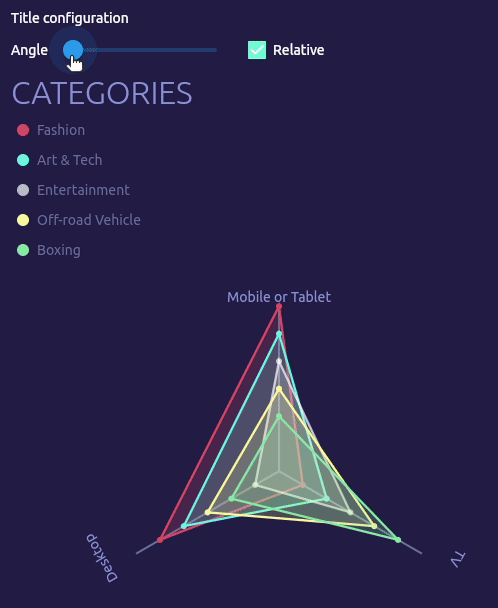 Title configuration
Angle
Relative
CATEGORIES
Fashion
Art & Tech
Entertainment
Off-road Vehicle
Boxing
Mobile or Tablet
Desktop
TV